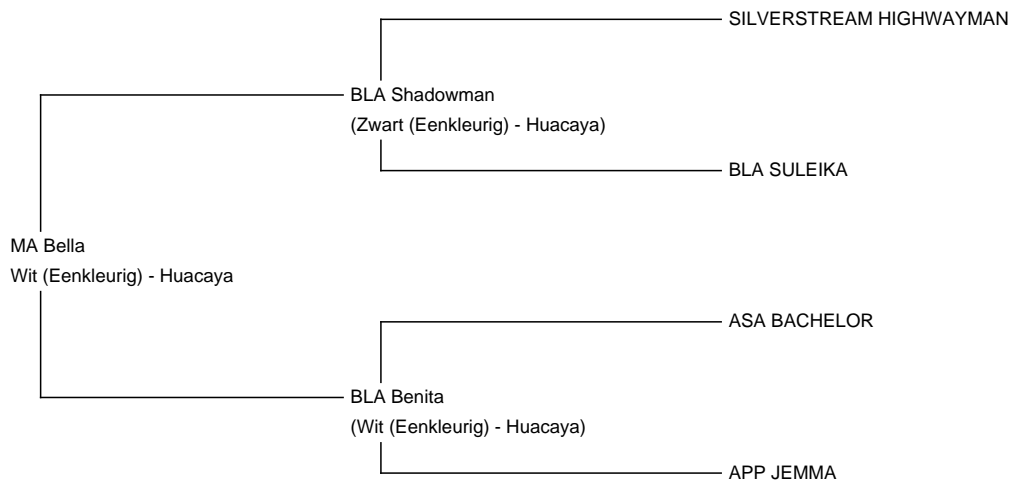 SILVERSTREAM HIGHWAYMAN
BLA Shadowman
(Zwart (Eenkleurig) - Huacaya)
BLA SULEIKA
MA Bella
Wit (Eenkleurig) - Huacaya
ASA BACHELOR
BLA Benita
(Wit (Eenkleurig) - Huacaya)
APP JEMMA